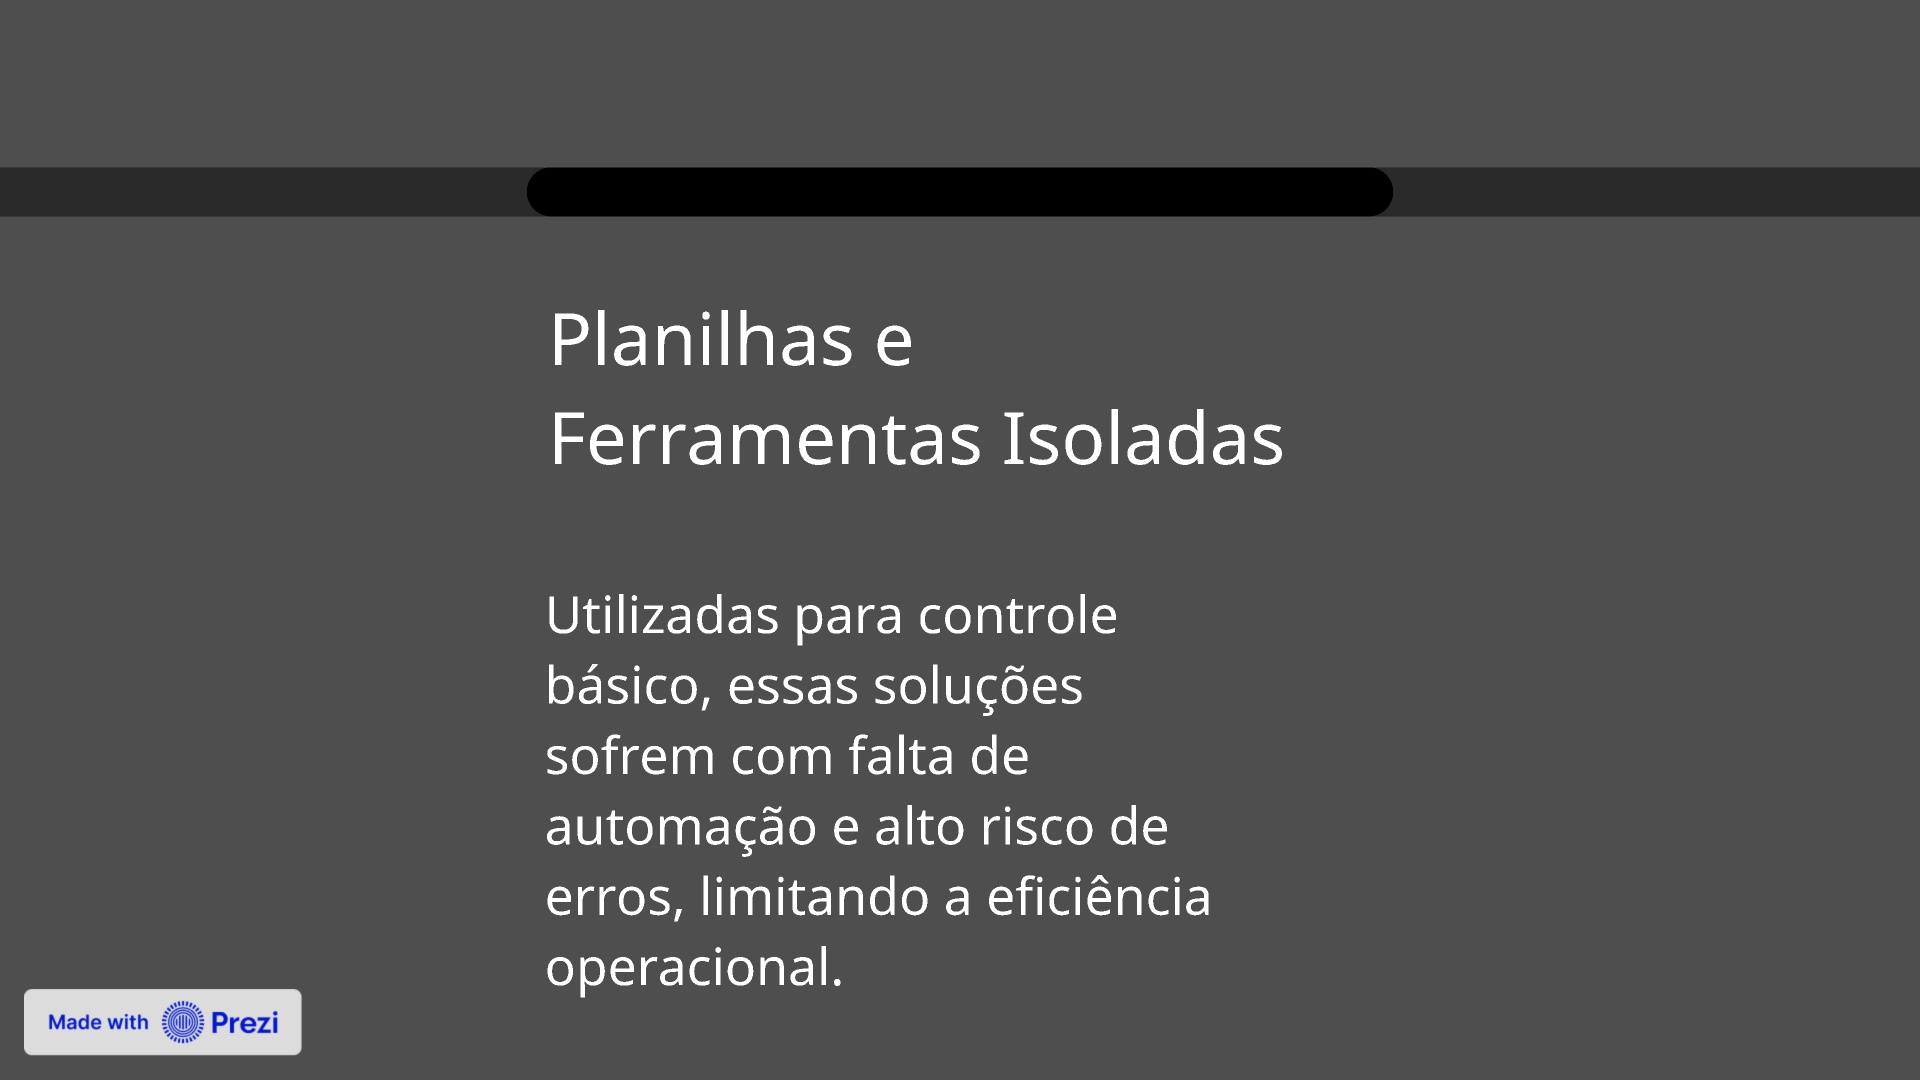 Planilhas e
Ferramentas Isoladas
Utilizadas para controle
básico, essas soluções
sofrem com falta de
automação e alto risco de
erros, limitando a eficiência
operacional.
Made with Prezi